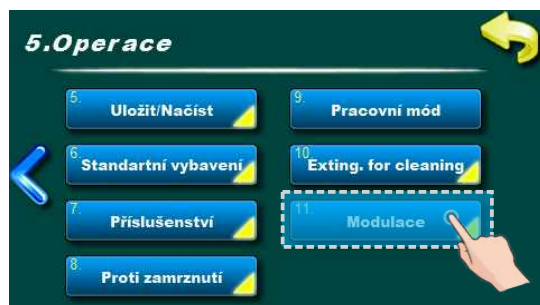 5.Operace
5. Uložit/Načíst
9. Pracovní mód
6. Standartní vybavení
10 Exting. for cleaning
7. Příslušenství
11. Modulace
8. Proti zamrznutí